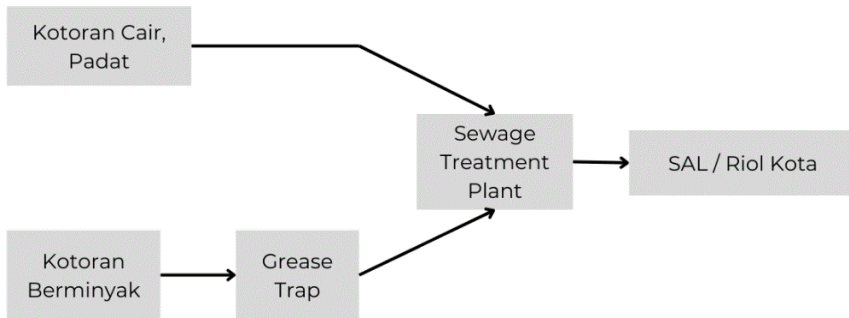 Kotoran Cair,
Padat
Sewage
Treatment
Plant
SAL / Riol Kota
Kotoran
Berminyak
Grease
Trap